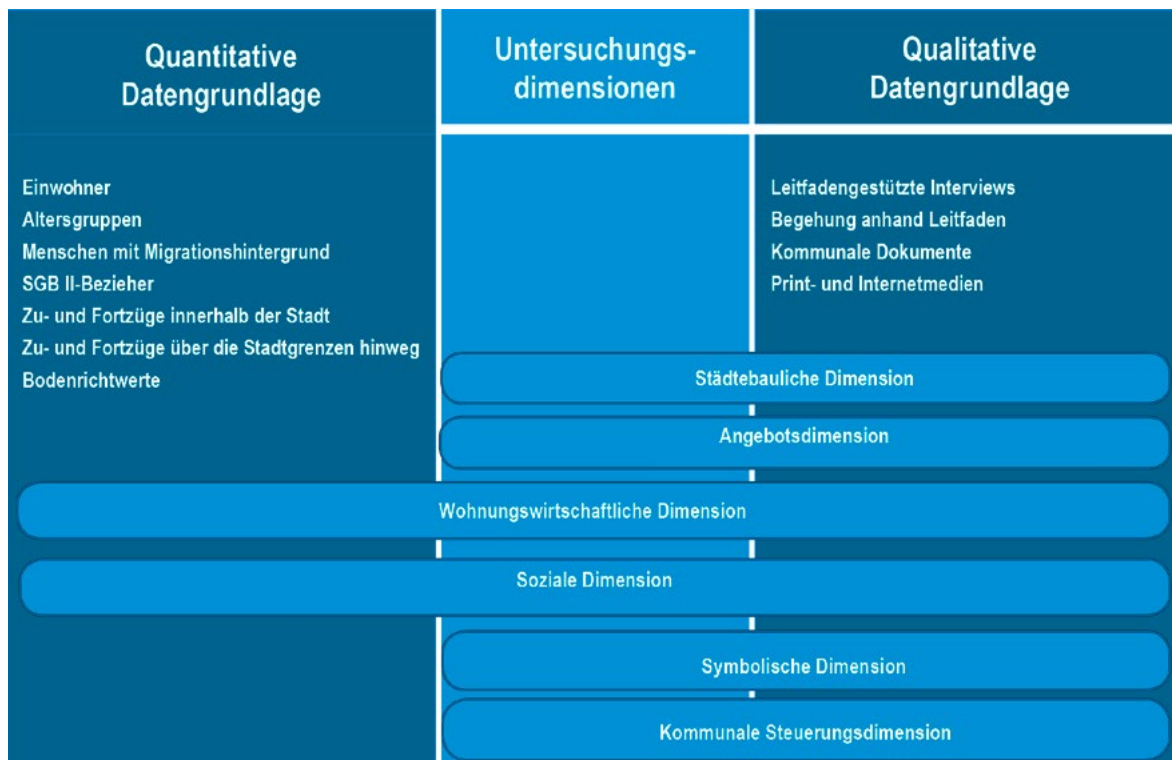 Quantitative
Datengrundlage
Untersuchungs-
dimensionen
Qualitative
Datengrundlage
Einwohner
Altersgruppen
Menschen mit Migrationshintergrund
SGB II-Bezieher
Zu- und Fortzüge innerhalb der Stadt
Zu- und Fortzüge über die Stadtgrenzen hinweg
Bodenrichtwerte
Leitfadengestützte Interviews
Begehung anhand Leitfaden
Kommunale Dokumente
Print- und Internetmedien
Städtebauliche Dimension
Angebotsdimension
Wohnungswirtschaftliche Dimension
Soziale Dimension
Symbolische Dimension
Kommunale Steuerungsdimension